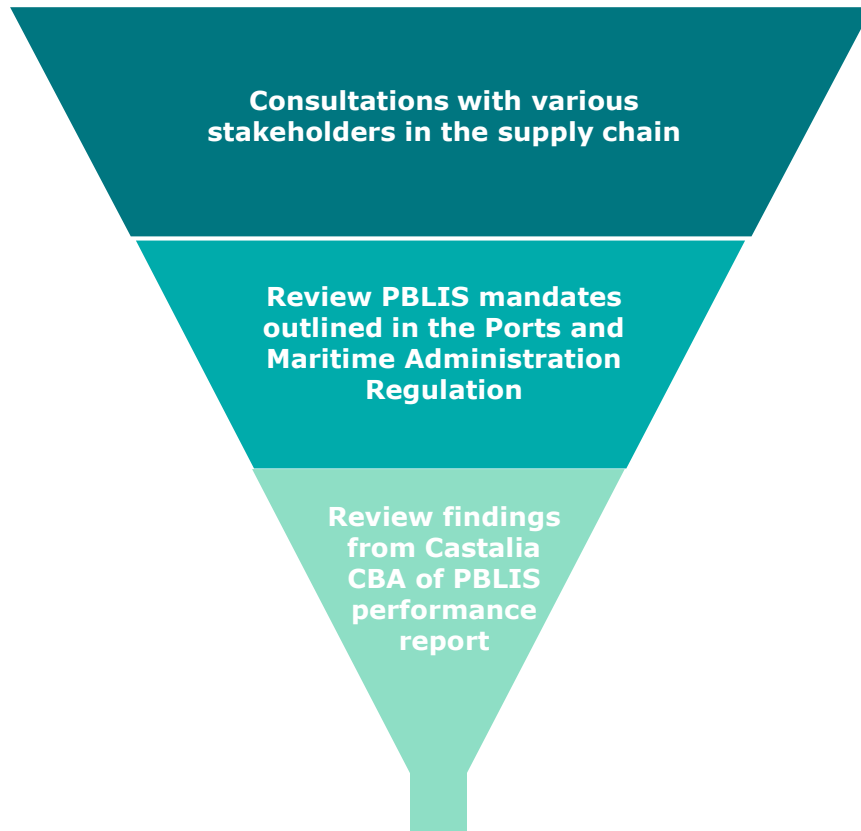 Consultations with various
stakeholders in the supply chain
Review PBLIS mandates
outlined in the Ports and
Maritime Administration
Regulation
Review findings
from Castalia
CBA of PBLIS
performance
report